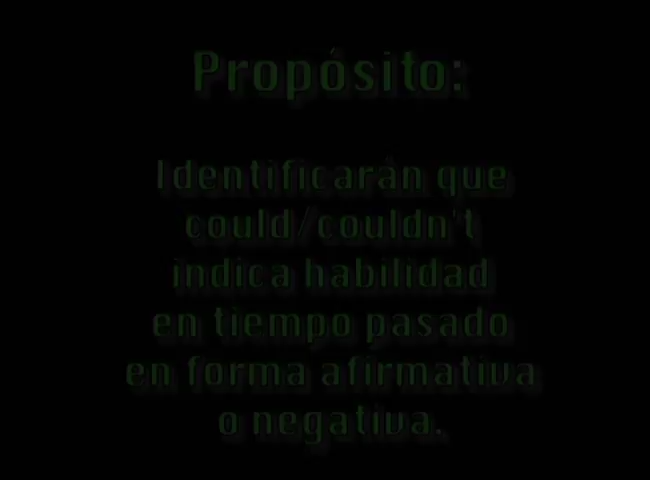 Propósito:
Identificarán que
could/couldn't
indica habilidad
en tiempo pasado
en forma afirmativa
o negativa.